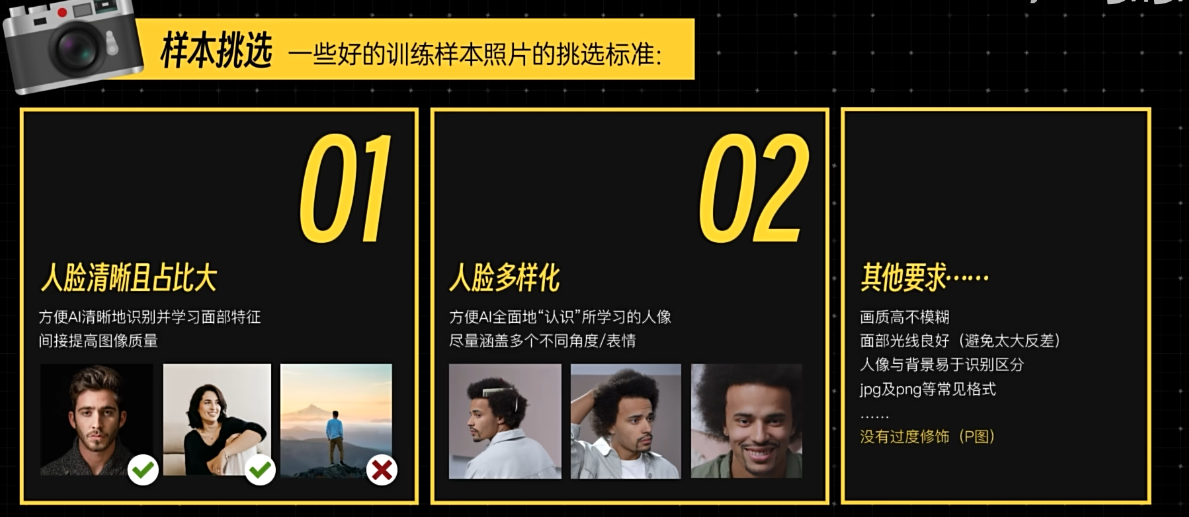 样本挑选 一些好的训练样本照片的挑选标准:
01
人脸清晰且占比大
方便AI清晰地识别并学习面部特征
间接提高图像质量
02
人脸多样化
方便AI全面地“认识”所学习的人像
尽量涵盖多个不同角度/表情
其他要求……
画质高不模糊
面部光线良好（避免太大反差）
人像与背景易于识别区分
jpg及png等常见格式
……
没有过度修饰（P图）